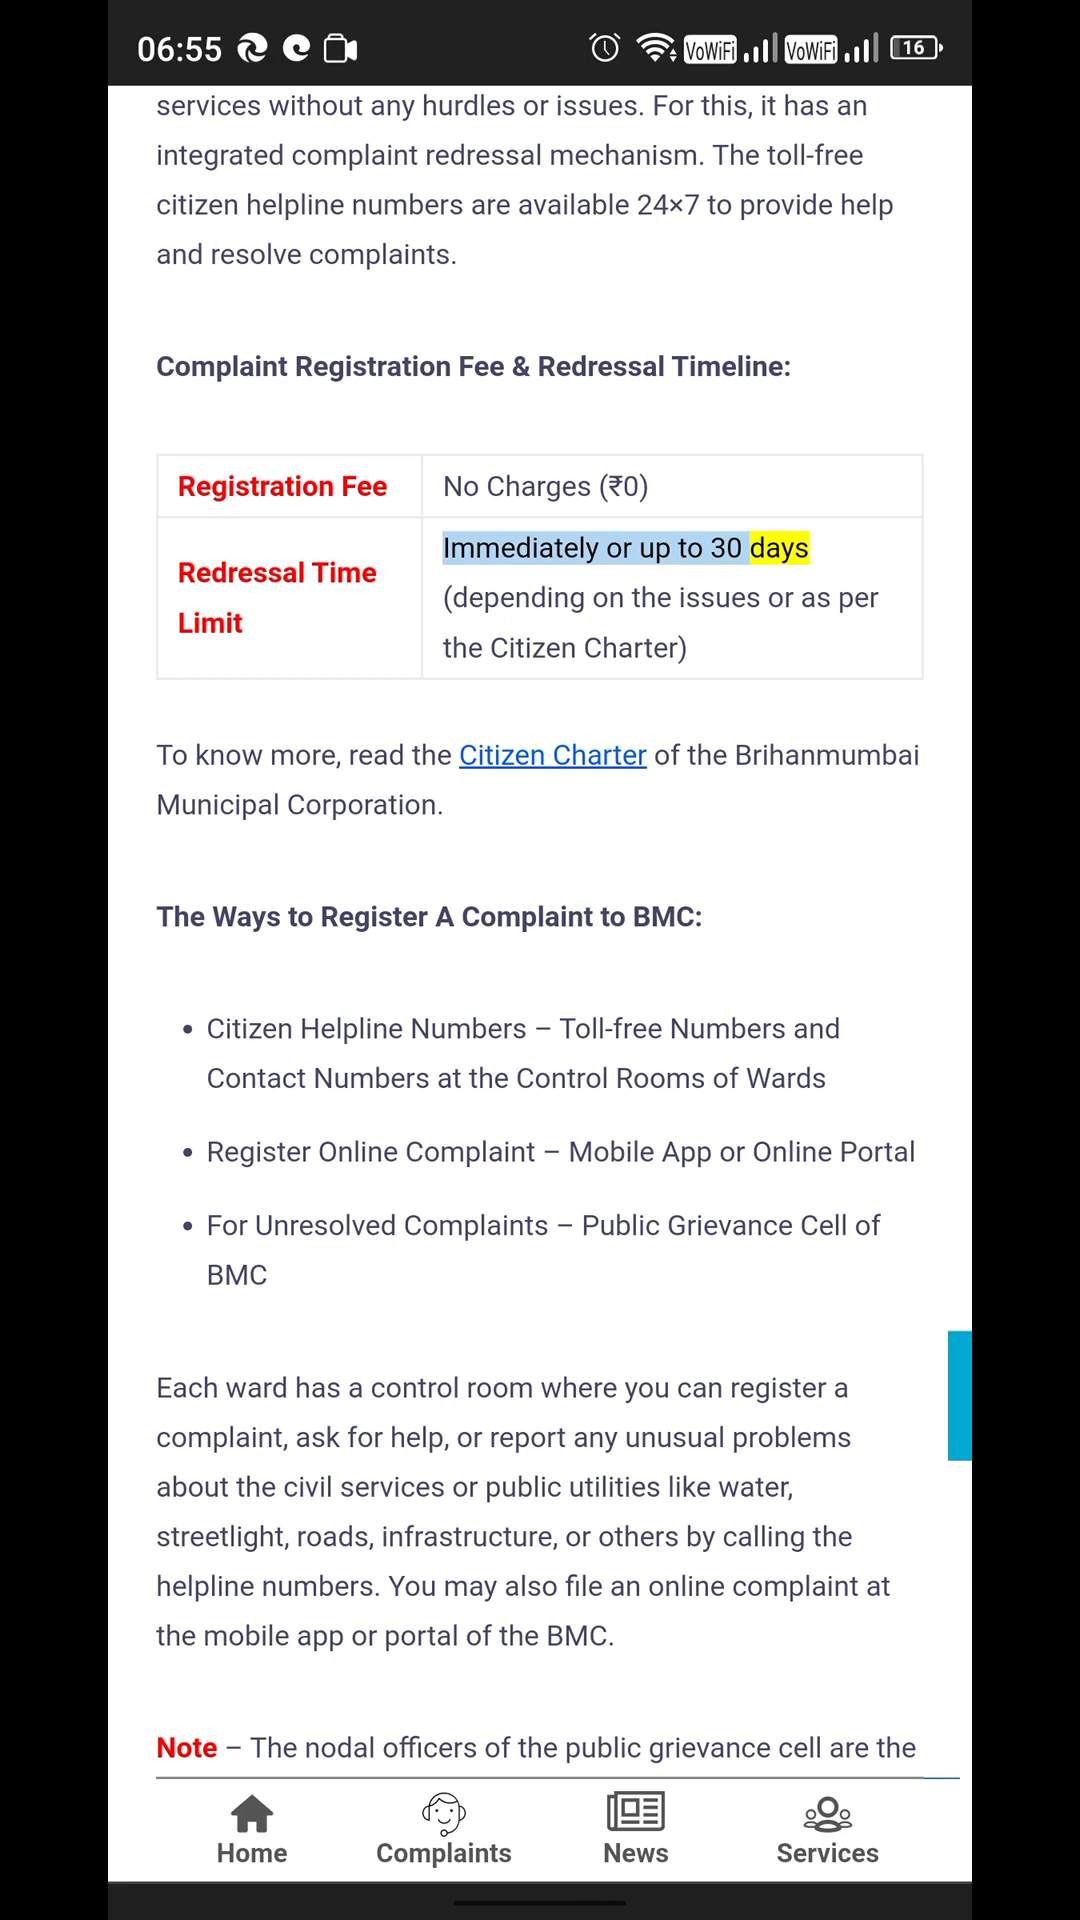 06:55 VoWiFi VoWiFi 16
services without any hurdles or issues. For this, it has an
integrated complaint redressal mechanism. The toll-free
citizen helpline numbers are available 24×7 to provide help
and resolve complaints.
Complaint Registration Fee & Redressal Timeline:
Registration Fee No Charges (₹0)
Redressal Time
Limit
Immediately or up to 30 days
(depending on the issues or as per
the Citizen Charter)
To know more, read the Citizen Charter of the Brihanmumbai
Municipal Corporation.
The Ways to Register A Complaint to BMC:
• Citizen Helpline Numbers – Toll-free Numbers and
Contact Numbers at the Control Rooms of Wards
• Register Online Complaint – Mobile App or Online Portal
• For Unresolved Complaints – Public Grievance Cell of
BMC
Each ward has a control room where you can register a
complaint, ask for help, or report any unusual problems
about the civil services or public utilities like water,
streetlight, roads, infrastructure, or others by calling the
helpline numbers. You may also file an online complaint at
the mobile app or portal of the BMC.
Note – The nodal officers of the public grievance cell are the
Home Complaints News Services